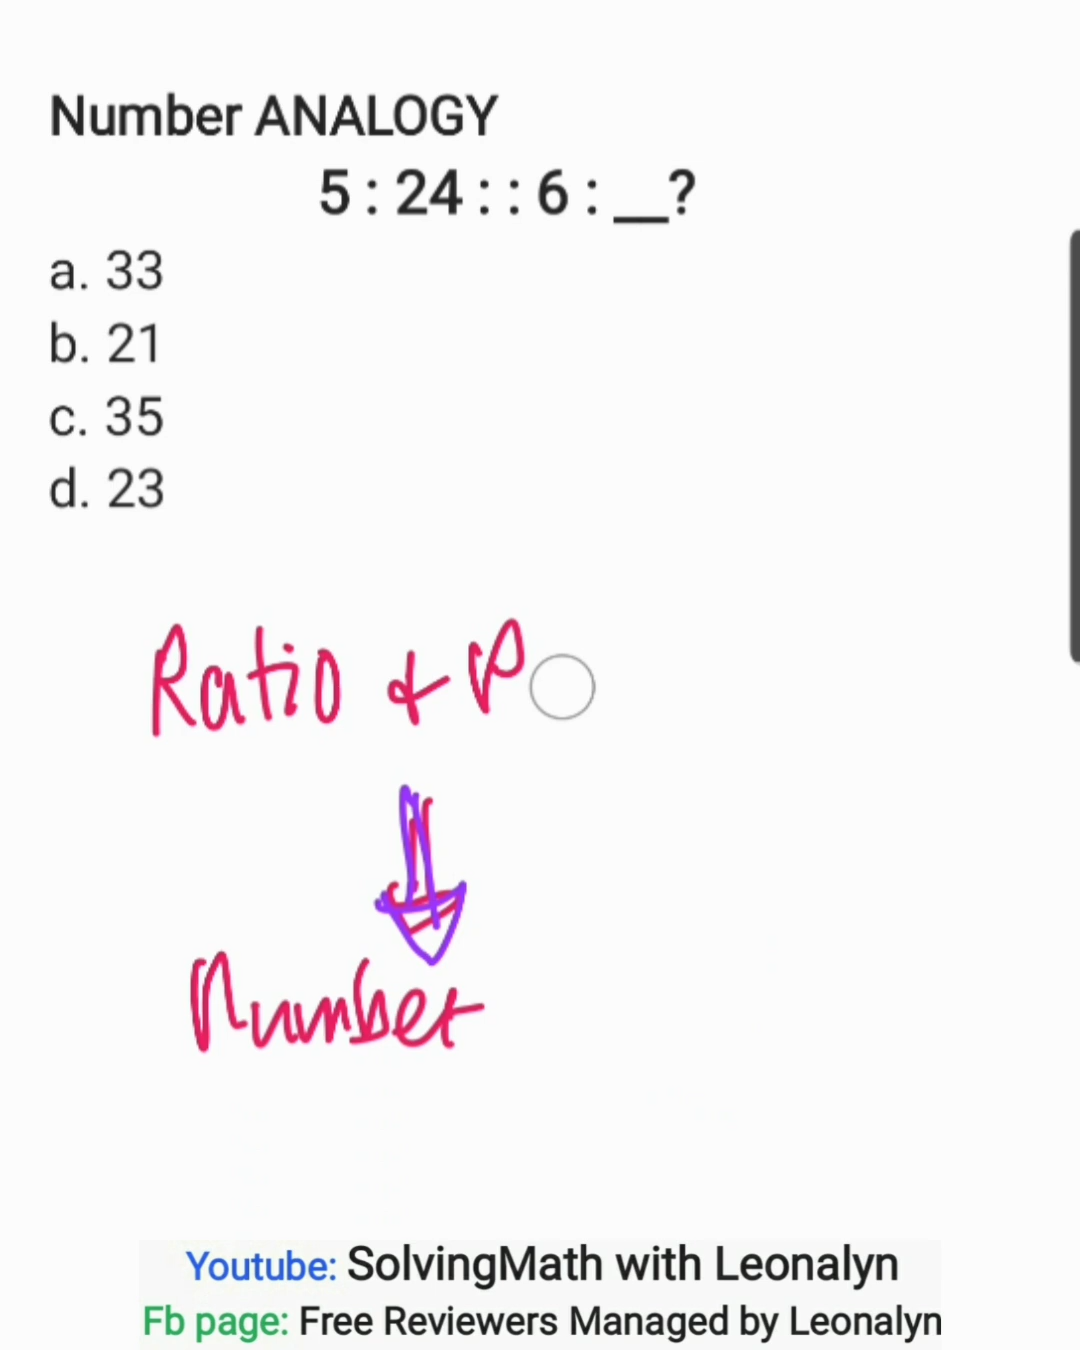 Number ANALOGY
5 : 24 : : 6 : __?
a. 33
b. 21
c. 35
d. 23
Ratio & P
Number
Youtube: SolvingMath with Leonalyn
Fb page: Free Reviewers Managed by Leonalyn